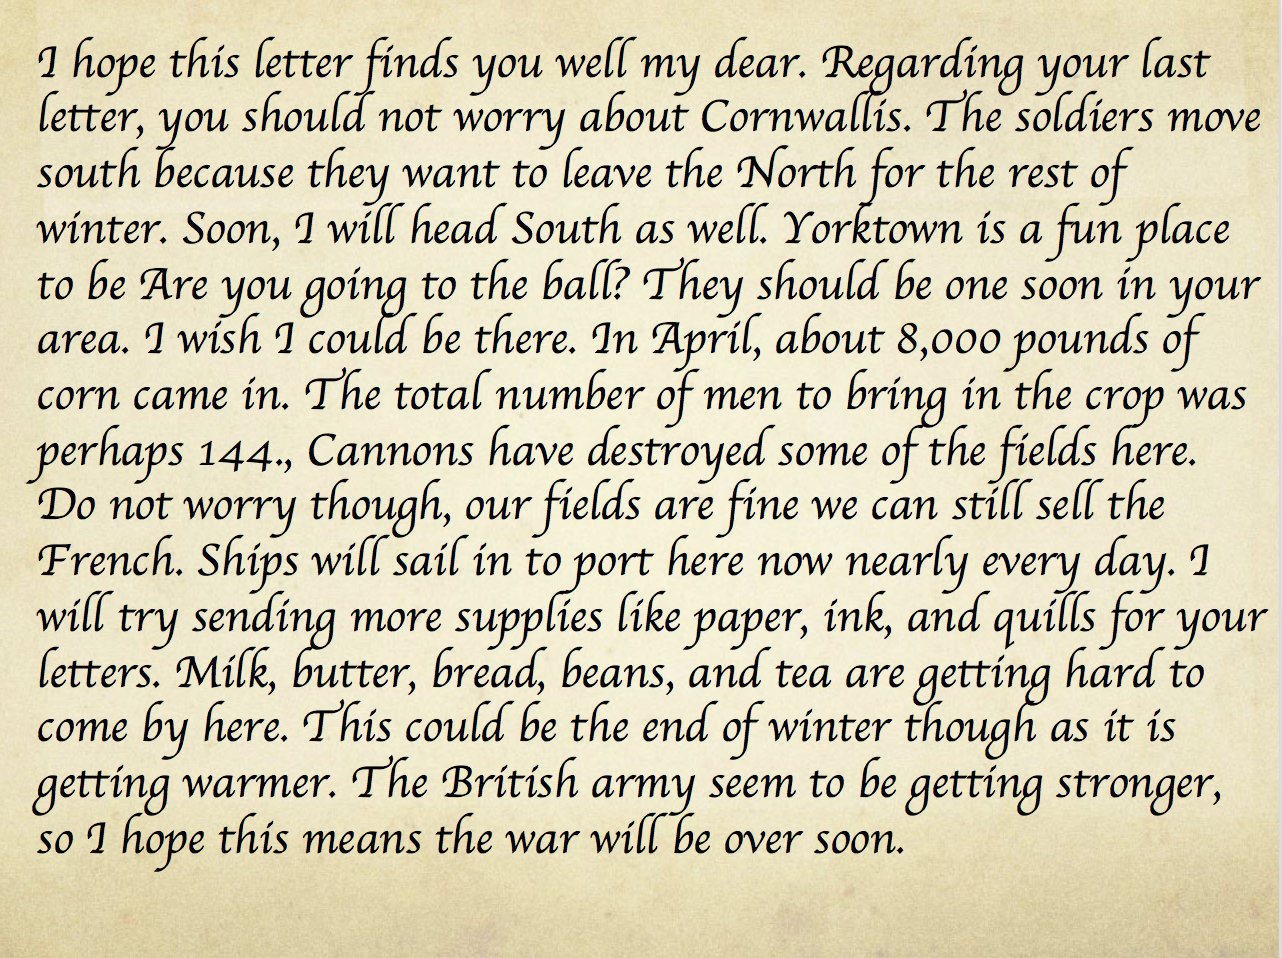 I hope this letter finds you well my dear. Regarding your last
letter, you should not worry about Cornwallis. The soldiers move
south because they want to leave the North for the rest of
winter. Soon, I will head South as well. Yorktown is a fun place
to be Are you going to the ball? They should be one soon in your
area. I wish I could be there. In April, about 8,000 pounds of
corn came in. The total number of men to bring in the crop was
perhaps 144., Cannons have destroyed some of the fields here.
Do not worry though, our fields are fine we can still sell the
French. Ships will sail in to port here now nearly every day. I
will try sending more supplies like paper, ink, and quills for your
letters. Milk, butter, bread, beans, and tea are getting hard to
come by here. This could be the end of winter though as it is
getting warmer. The British army seem to be getting stronger,
so I hope this means the war will be over soon.